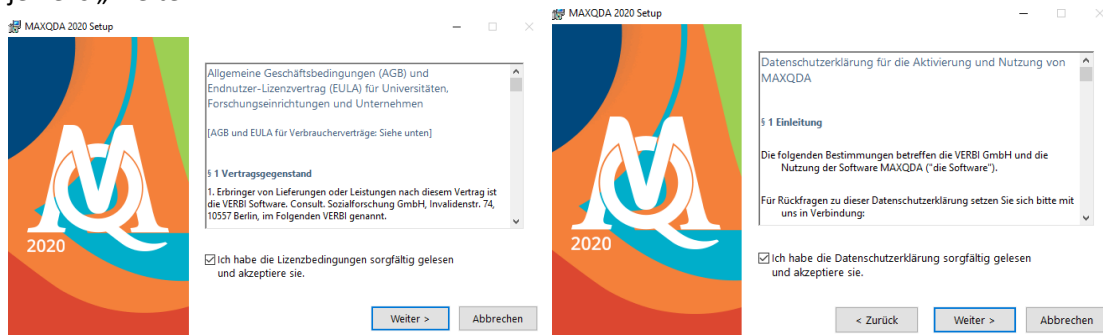 MAXQDA 2020 Setup
Allgemeine Geschäftsbedingungen (AGB) und
Endnutzer-Lizenzvertrag (EULA) für Universitäten,
Forschungseinrichtungen und Unternehmen
[AGB und EULA für Verbraucherverträge: Siehe unten]
§ 1 Vertragsgegenstand
1. Erbringer von Lieferungen oder Leistungen nach diesem Vertrag ist
die VERBI Software. Consult. Sozialforschung GmbH, Invalidenstr. 74,
10557 Berlin, im Folgenden VERBI genannt.
2020
Ich habe die Lizenzbedingungen sorgfältig gelesen
und akzeptiere sie.
Weiter >
Abbrechen
MAXQDA 2020 Setup
Datenschutzerklärung für die Aktivierung und Nutzung von
MAXQDA
§ 1 Einleitung
Die folgenden Bestimmungen betreffen die VERBI GmbH und die
Nutzung der Software MAXQDA ("die Software").
Für Rückfragen zu dieser Datenschutzerklärung setzen Sie sich bitte mit
uns in Verbindung:
2020
Ich habe die Datenschutzerklärung sorgfältig gelesen
und akzeptiere sie.
< Zurück
Weiter >
Abbrechen